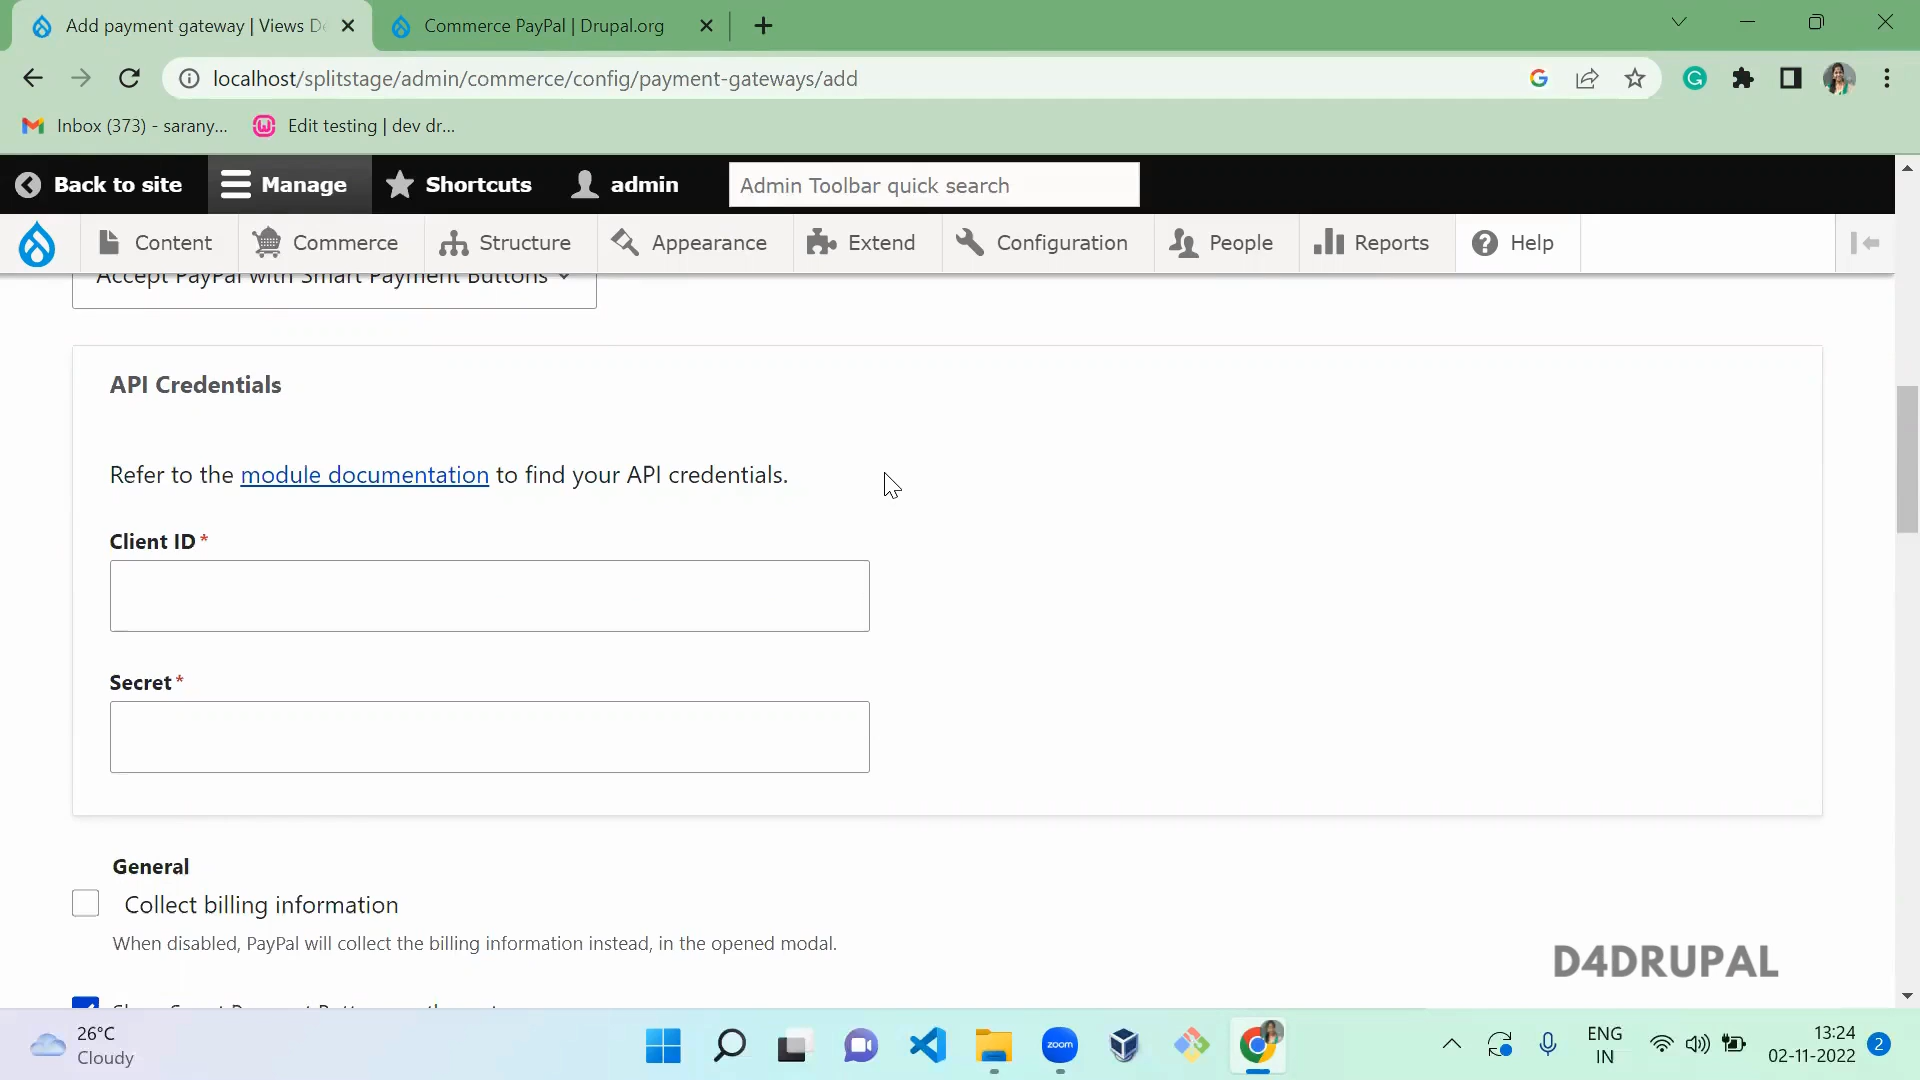 Add payment gateway | Views D
Commerce PayPal | Drupal.org
localhost/splitstage/admin/commerce/config/payment-gateways/add
Inbox (373) - sarany...
Edit testing | dev dr...
Back to site
Manage
Shortcuts
admin
Admin Toolbar quick search
Content
Commerce
Structure
Appearance
Extend
Configuration
People
Reports
Help
Accept PayPal with Smart Payment Buttons
API Credentials
Refer to the module documentation to find your API credentials.
Client ID *
Secret *
General
Collect billing information
When disabled, PayPal will collect the billing information instead, in the opened modal.
D4DRUPAL
26°C
Cloudy
zoom
ENG
IN
13:24
02-11-2022
2